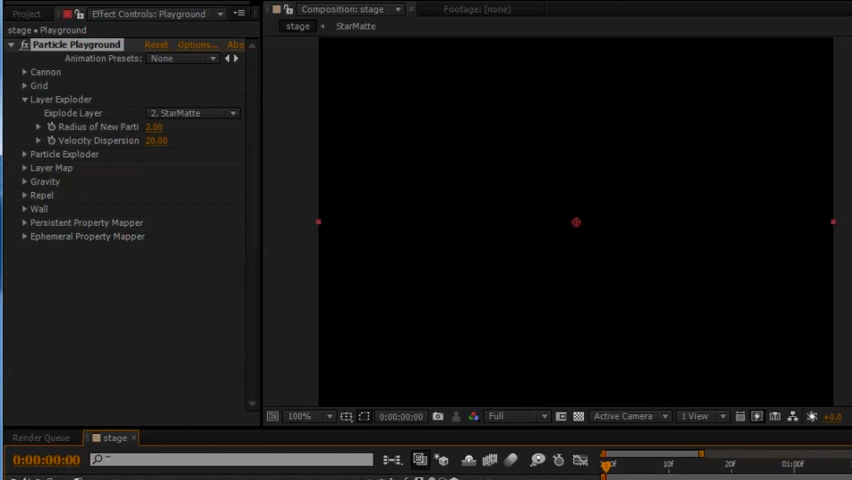 Project
Effect Controls: Playground
Composition: stage
Footage: (none)
stage • Playground
stage
StarMatte
fx Particle Playground
Reset
Options...
Abo
Animation Presets:
None
Cannon
Grid
Layer Exploder
Explode Layer
2. StarMatte
Radius of New Parti
2.00
Velocity Dispersion
20.00
Particle Exploder
Layer Map
Gravity
Repel
Wall
Persistent Property Mapper
Ephemeral Property Mapper
100%
0:00:00:00
Full
Active Camera
1 View
+0.0
Render Queue
stage
0:00:00:00
10f
20f
01:00f